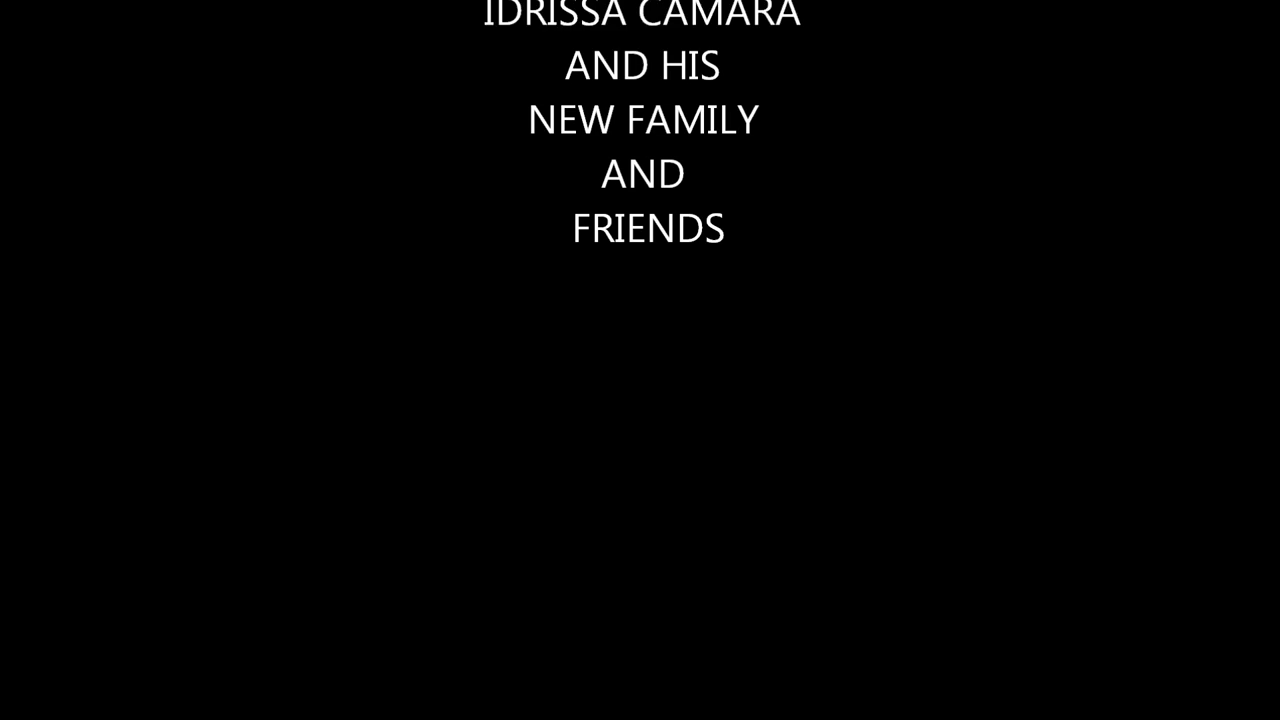 IDRISSA CAMARA
AND HIS
NEW FAMILY
AND
FRIENDS